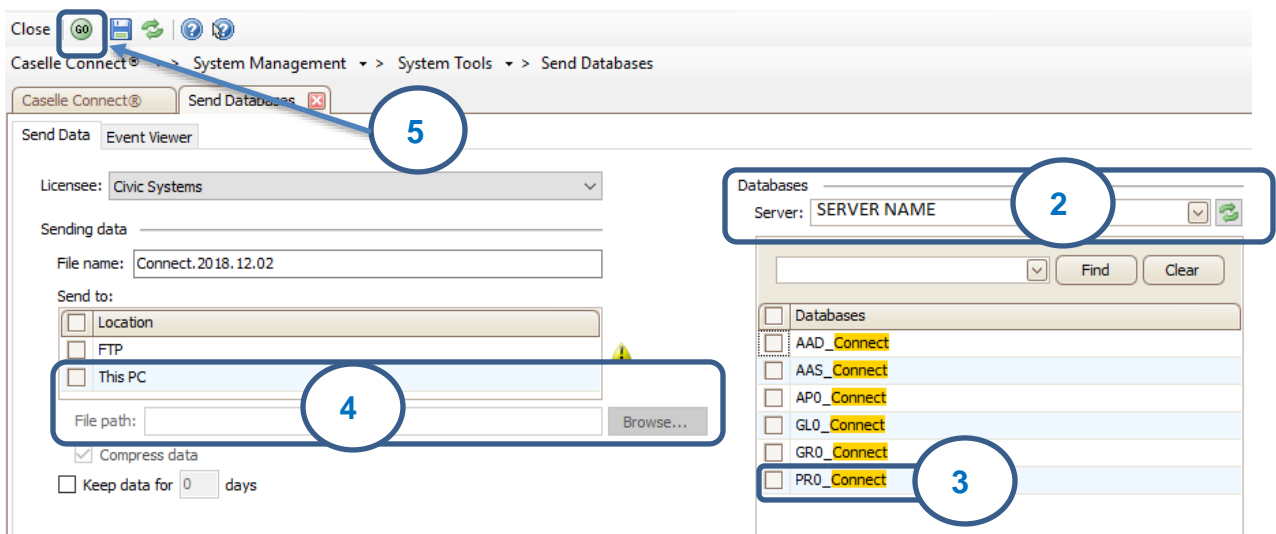 Close GO
Caselle Connect® > System Management > System Tools > Send Databases
Caselle Connect® Send Databases
5
Send Data Event Viewer
Licensee: Civic Systems
Sending data
File name: Connect.2018.12.02
Send to:
Location
FTP
This PC
4
File path: Browse...
Compress data
Keep data for 0 days
Databases
2
Server: SERVER NAME
Find Clear
Databases
AAD_Connect
AAS_Connect
AP0_Connect
GL0_Connect
GR0_Connect
PR0_Connect
3